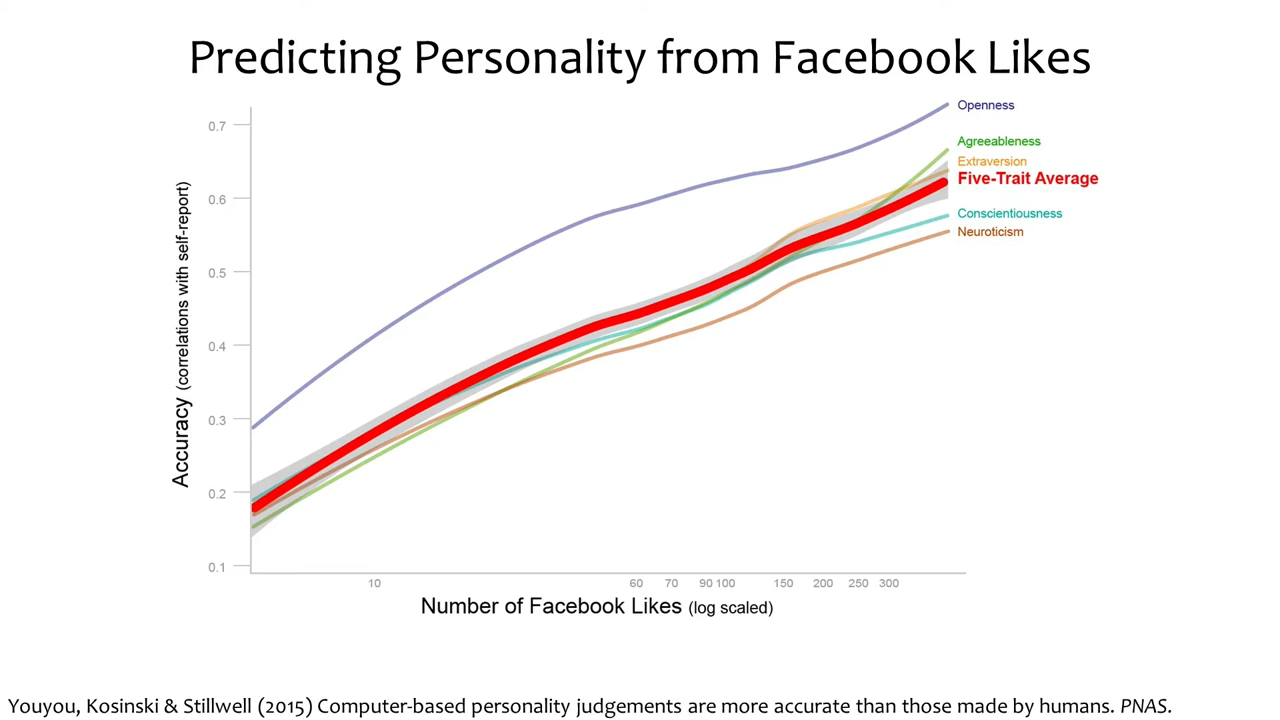 Predicting Personality from Facebook Likes
Accuracy (correlations with self-report)
0.7
0.6
0.5
0.4
0.3
0.2
0.1
Openness
Agreeableness
Extraversion
Five-Trait Average
Conscientiousness
Neuroticism
10 60 70 90 100 150 200 250 300
Number of Facebook Likes (log scaled)
Youyou, Kosinski & Stillwell (2015) Computer-based personality judgements are more accurate than those made by humans. PNAS.